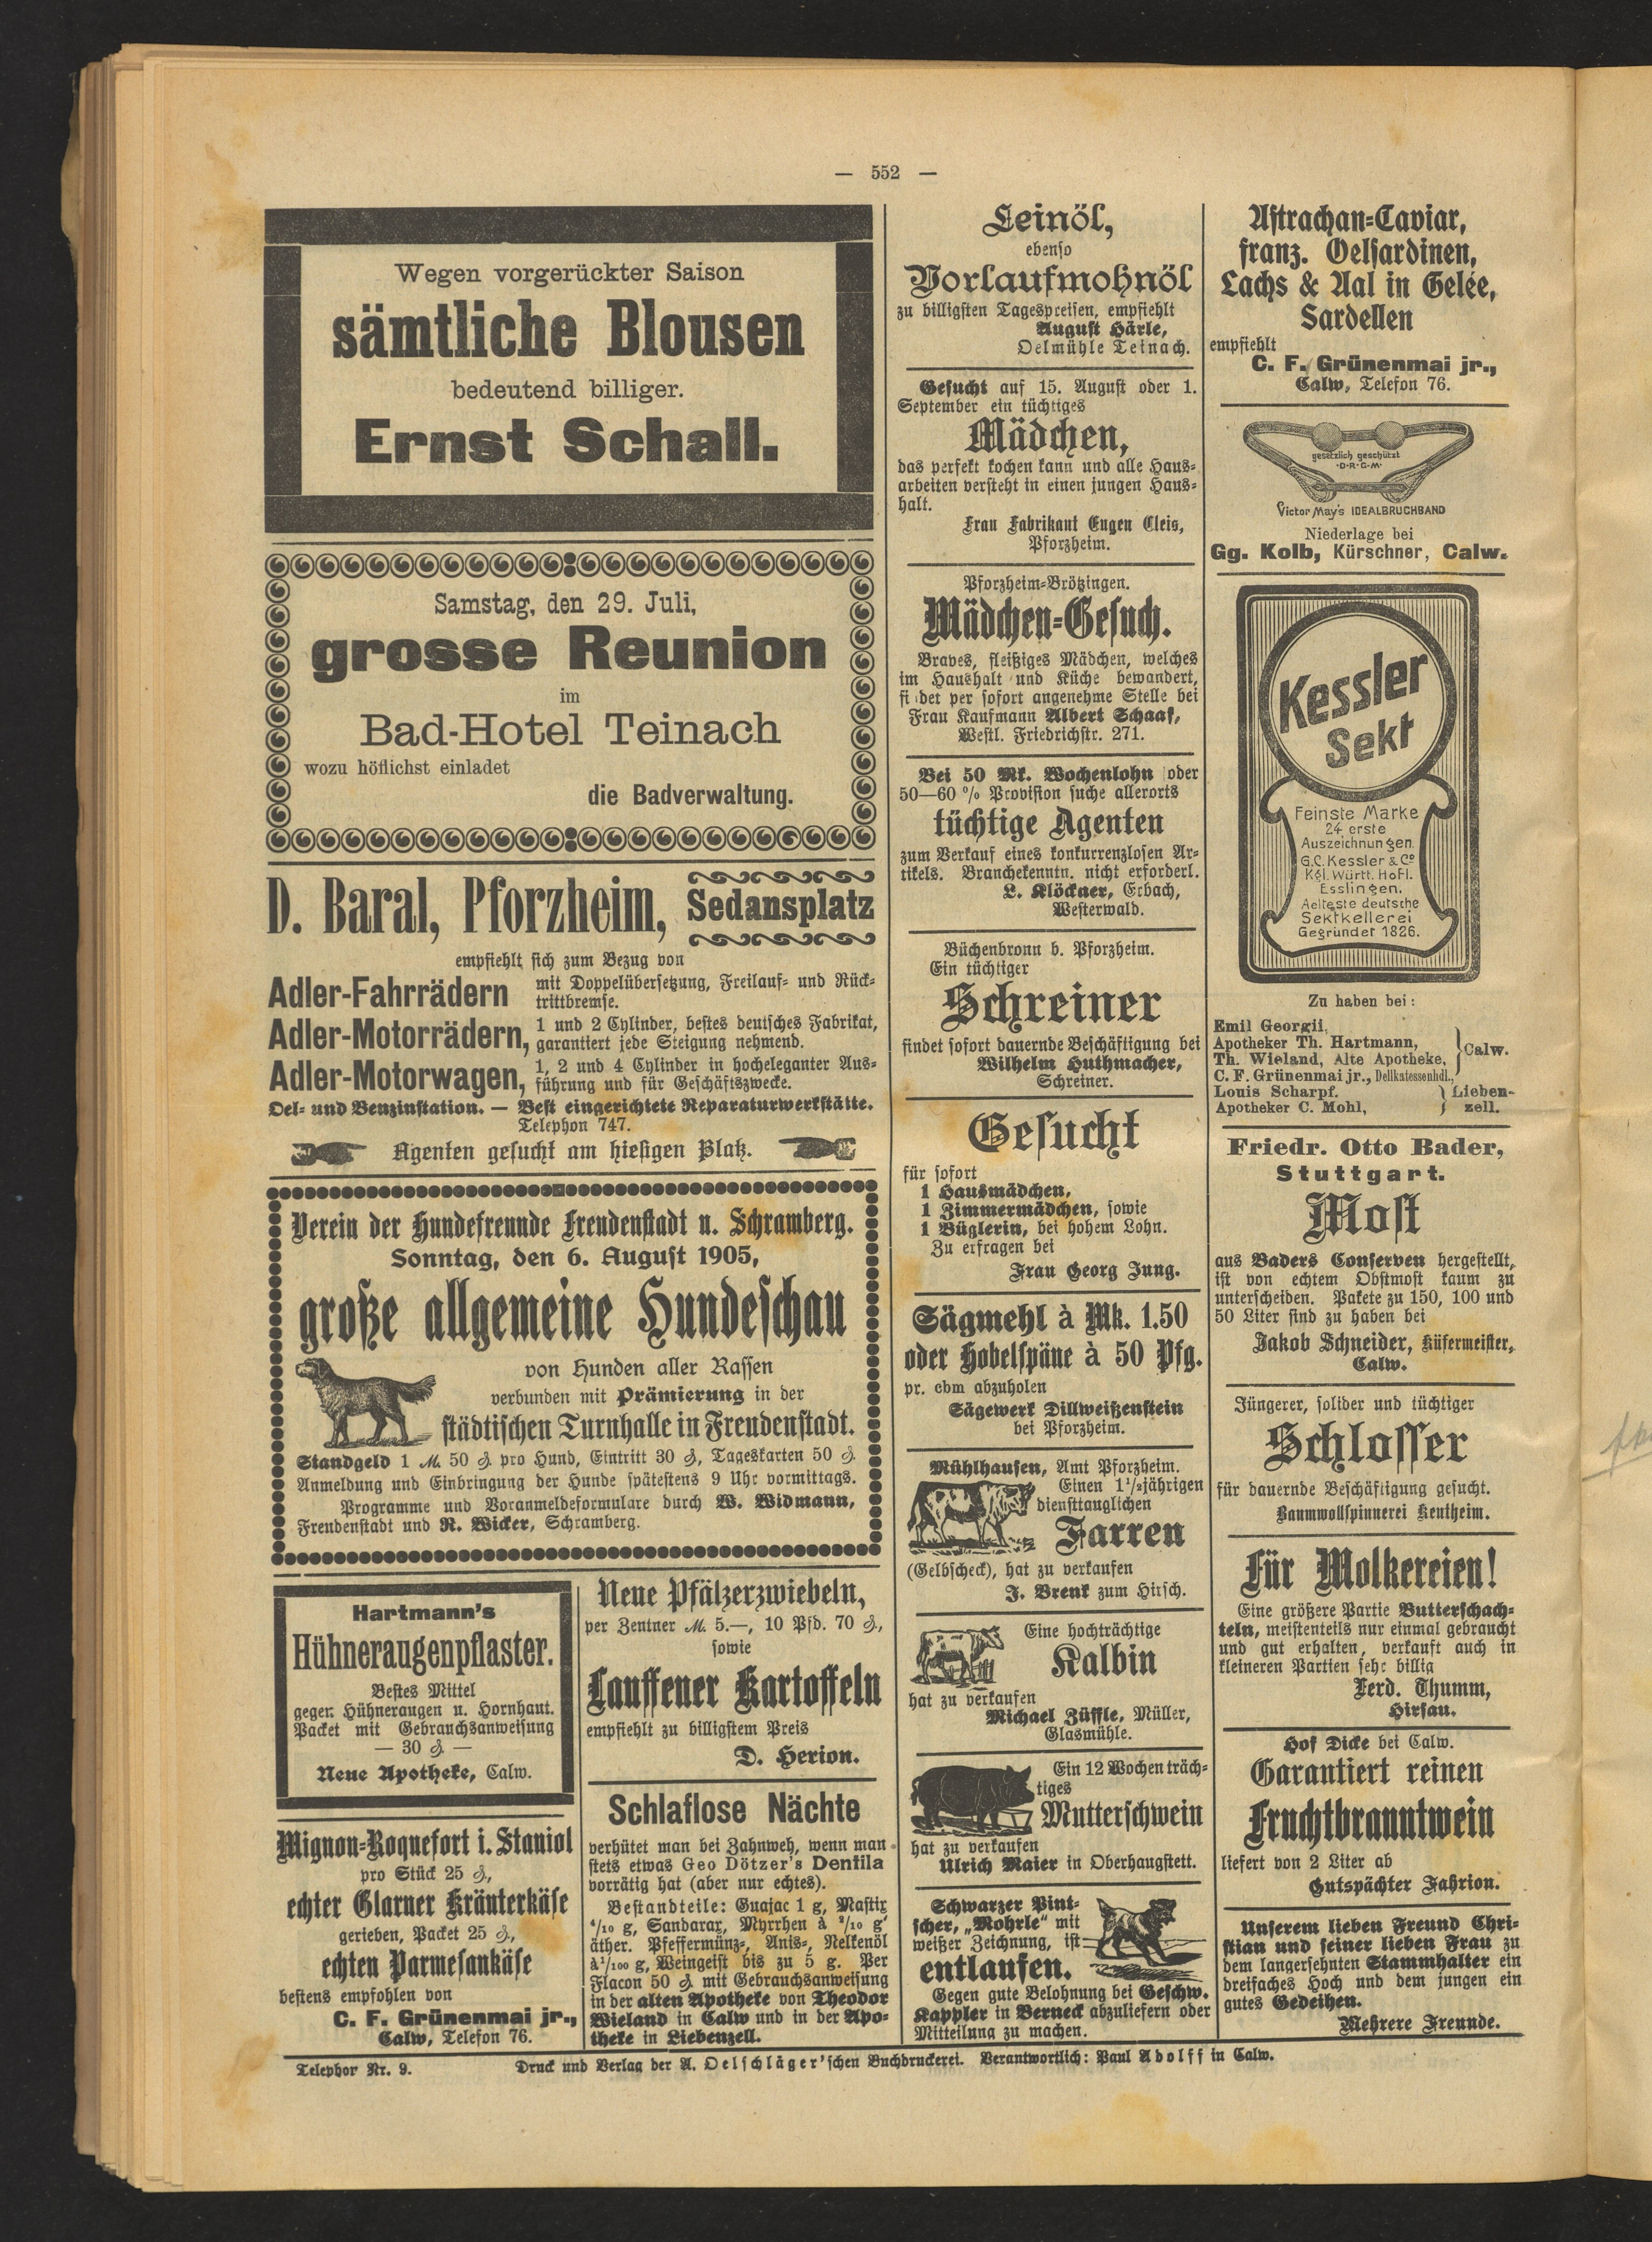 — 552 —
Wegen vorgerückter Saison
sämtliche Blousen
bedeutend billiger.
Ernst Schall.
Samstag, den 29. Juli,
grosse Reunion
im
Bad-Hotel Teinach
wozu höflichst einladet
die Badverwaltung.
D. Baral, Pforzheim, Sedansplatz
empfiehlt sich zum Bezug von
Adler-Fahrrädern mit Doppelübersetzung, Freilauf- und Rück-
trittbremse.
Adler-Motorrädern, 1 und 2 Cylinder, bestes deutsches Fabrikat,
garantiert jede Steigung nehmend.
Adler-Motorwagen, 1, 2 und 4 Cylinder in hocheleganter Aus-
führung und für Geschäftszwecke.
Oel- und Benzinstation. — Best eingerichtete Reparaturwerkstätte.
Telephon 747.
Agenten gesucht am hiesigen Platz.
Verein der Hundefreunde Freudenstadt u. Schramberg.
Sonntag, den 6. August 1905,
große allgemeine Hundeschau
von Hunden aller Rassen
verbunden mit Prämierung in der
städtischen Turnhalle in Freudenstadt.
Standgeld 1 M. 50 ₰ pro Hund, Eintritt 30 ₰, Tageskarten 50 ₰.
Anmeldung und Einbringung der Hunde spätestens 9 Uhr vormittags.
Programme und Voranmeldeformulare durch W. Widmann,
Freudenstadt und R. Wicker, Schramberg.
Hartmann's
Hühneraugenpflaster.
Bestes Mittel
gegen Hühneraugen u. Hornhaut.
Packet mit Gebrauchsanweisung
— 30 ₰. —
Neue Apotheke, Calw.
Mignon-Roquefort i. Staniol
pro Stück 25 ₰,
echter Glarner Kräuterkäse
gerieben, Packet 25 ₰,
echten Parmesankäse
bestens empfohlen von
C. F. Grünenmai jr.,
Calw, Telefon 76.
Neue Pfälzerzwiebeln,
per Zentner M. 5.—, 10 Pfd. 70 ₰,
sowie
Lauffener Kartoffeln
empfiehlt zu billigstem Preis
D. Herion.
Schlaflose Nächte
verhütet man bei Zahnweh, wenn man
stets etwas Geo Dötzer's Dentila
vorrätig hat (aber nur echtes).
Bestandteile: Guajac 1 g, Mastix
4/10 g, Sandarax, Myrrhen à 2/10 g
äther. Pfeffermünz-, Anis-, Nelkenöl
à 1/100 g, Weingeist bis zu 5 g. Per
Flacon 50 ₰ mit Gebrauchsanweisung
in der alten Apotheke von Theodor
Wieland in Calw und in der Apo-
theke in Liebenzell.
Leinöl,
ebenso
Vorlaufmohnöl
zu billigsten Tagespreisen, empfiehlt
August Härle,
Oelmühle Teinach.
Gesucht auf 15. August oder 1.
September ein tüchtiges
Mädchen,
das perfekt kochen kann und alle Haus-
arbeiten versteht in einen jungen Haus-
halt.
Frau Fabrikant Eugen Cleis,
Pforzheim.
Pforzheim-Brötzingen.
Mädchen-Gesuch.
Braves, fleißiges Mädchen, welches
im Haushalt und Küche bewandert,
fi det per sofort angenehme Stelle bei
Frau Kaufmann Albert Schaaf,
Westl. Friedrichstr. 271.
Bei 50 Mk. Wochenlohn oder
50—60 % Provision suche allerorts
tüchtige Agenten
zum Verkauf eines konkurrenzlosen Ar-
tikels. Branchekenntn. nicht erforderl.
L. Klöckner, Erbach,
Westerwald.
Büchenbronn b. Pforzheim.
Ein tüchtiger
Schreiner
findet sofort dauernde Beschäftigung bei
Wilhelm Huthmacher,
Schreiner.
Gesucht
für sofort
1 Hausmädchen,
1 Zimmermädchen, sowie
1 Büglerin, bei hohem Lohn.
Zu erfragen bei
Frau Georg Jung.
Sägmehl à Mk. 1.50
oder Hobelspäne à 50 Pfg.
pr. cbm abzuholen
Sägewerk Dillweißenstein
bei Pforzheim.
Mühlhausen, Amt Pforzheim.
Einen 1 1/2 jährigen
diensttauglichen
Farren
(Gelbscheck), hat zu verkaufen
J. Brenk zum Hirsch.
Eine hochträchtige
Kalbin
hat zu verkaufen
Michael Züffle, Müller,
Glasmühle.
Ein 12 Wochen träch-
tiges
Mutterschwein
hat zu verkaufen
Ulrich Maier in Oberhaugstett.
Schwarzer Pint-
scher, „Mohrle“ mit
weißer Zeichnung, ist
entlaufen.
Gegen gute Belohnung bei Geschw.
Kappler in Berneck abzuliefern oder
Mitteilung zu machen.
Astrachan-Caviar,
franz. Oelsardinen,
Lachs & Aal in Gelée,
Sardellen
empfiehlt
C. F. Grünenmai jr.,
Calw, Telefon 76.
gesetzlich geschützt
·D·R·G·M·
Victor May's IDEALBRUCHBAND
Niederlage bei
Gg. Kolb, Kürschner, Calw.
Kessler
Sekt
Feinste Marke
24 erste
Auszeichnungen.
G.C. Kessler & Co
Kgl. Württ. Hofl.
Esslingen.
Aelteste deutsche
Sektkellerei
Gegründet 1826.
Zu haben bei:
Emil Georgii,
Apotheker Th. Hartmann,
Th. Wieland, Alte Apotheke, Calw.
C. F. Grünenmai jr., Delikatessenhdl.,
Louis Scharpf. Lieben-
Apotheker C. Mohl, zell.
Friedr. Otto Bader,
Stuttgart.
Most
aus Baders Conserven hergestellt,
ist von echtem Obstmost kaum zu
unterscheiden. Pakete zu 150, 100 und
50 Liter sind zu haben bei
Jakob Schneider, Küfermeister,
Calw.
Jüngerer, solider und tüchtiger
Schlosser
für dauernde Beschäftigung gesucht.
Baumwollspinnerei Kentheim.
Für Molkereien!
Eine größere Partie Butterschach-
teln, meistenteils nur einmal gebraucht
und gut erhalten, verkauft auch in
kleineren Partien sehr billig
Ferd. Thumm,
Hirsau.
Hof Dicke bei Calw.
Garantiert reinen
Fruchtbranntwein
liefert von 2 Liter ab
Gutspächter Fahrion.
Unserem lieben Freund Chri-
stian und seiner lieben Frau zu
dem langersehnten Stammhalter ein
dreifaches Hoch und dem jungen ein
gutes Gedeihen.
Mehrere Freunde.
Telephon Nr. 9. Druck und Verlag der A. Oelschläger'schen Buchdruckerei. Verantwortlich: Paul Adolff in Calw.